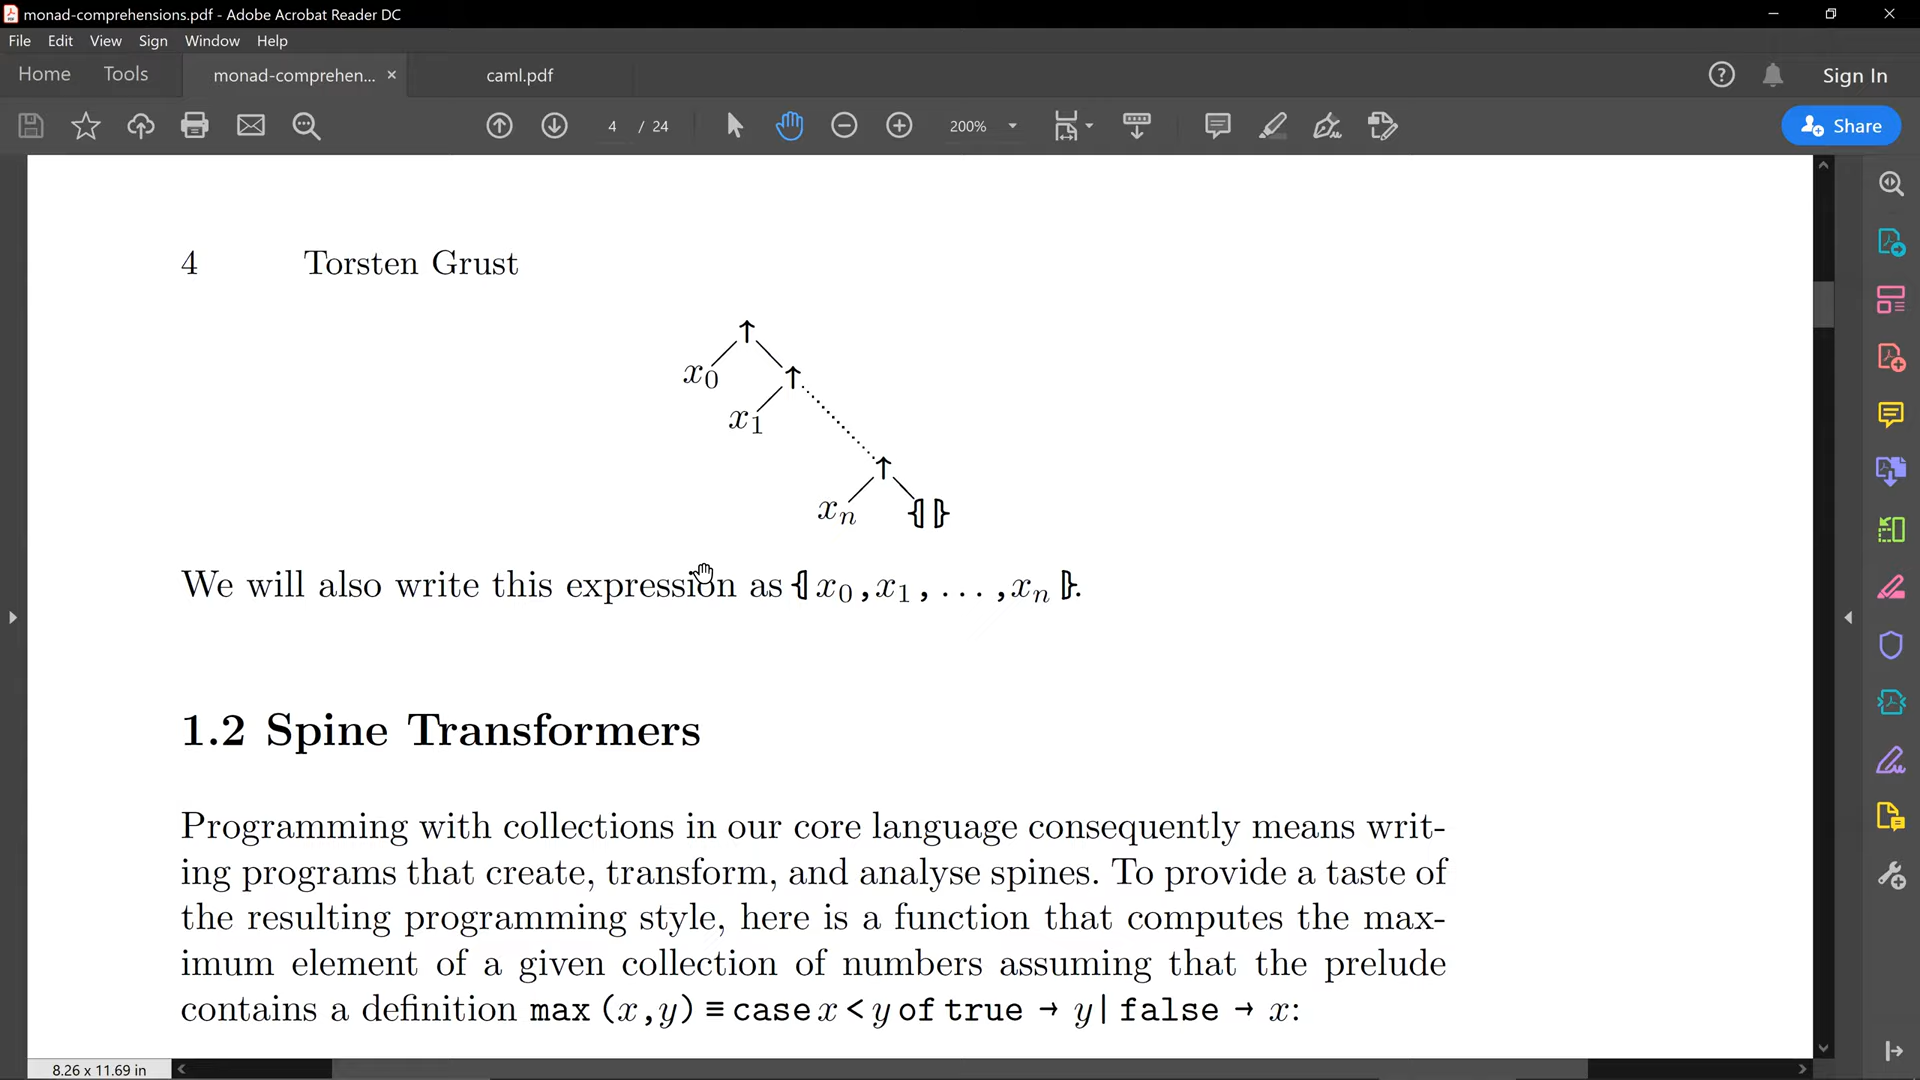 monad-comprehensions.pdf - Adobe Acrobat Reader DC
File Edit View Sign Window Help
Home Tools monad-comprehen... × caml.pdf Sign In
4 / 24 200% Share
4 Torsten Grust
↑
x₀ ↑
x₁
↑
xₙ ⦃⦄
We will also write this expression as ⦃x₀,x₁,...,xₙ⦄.
1.2 Spine Transformers
Programming with collections in our core language consequently means writ-
ing programs that create, transform, and analyse spines. To provide a taste of
the resulting programming style, here is a function that computes the max-
imum element of a given collection of numbers assuming that the prelude
contains a definition max (x,y) ≡ case x < y of true → y | false → x:
8.26 x 11.69 in